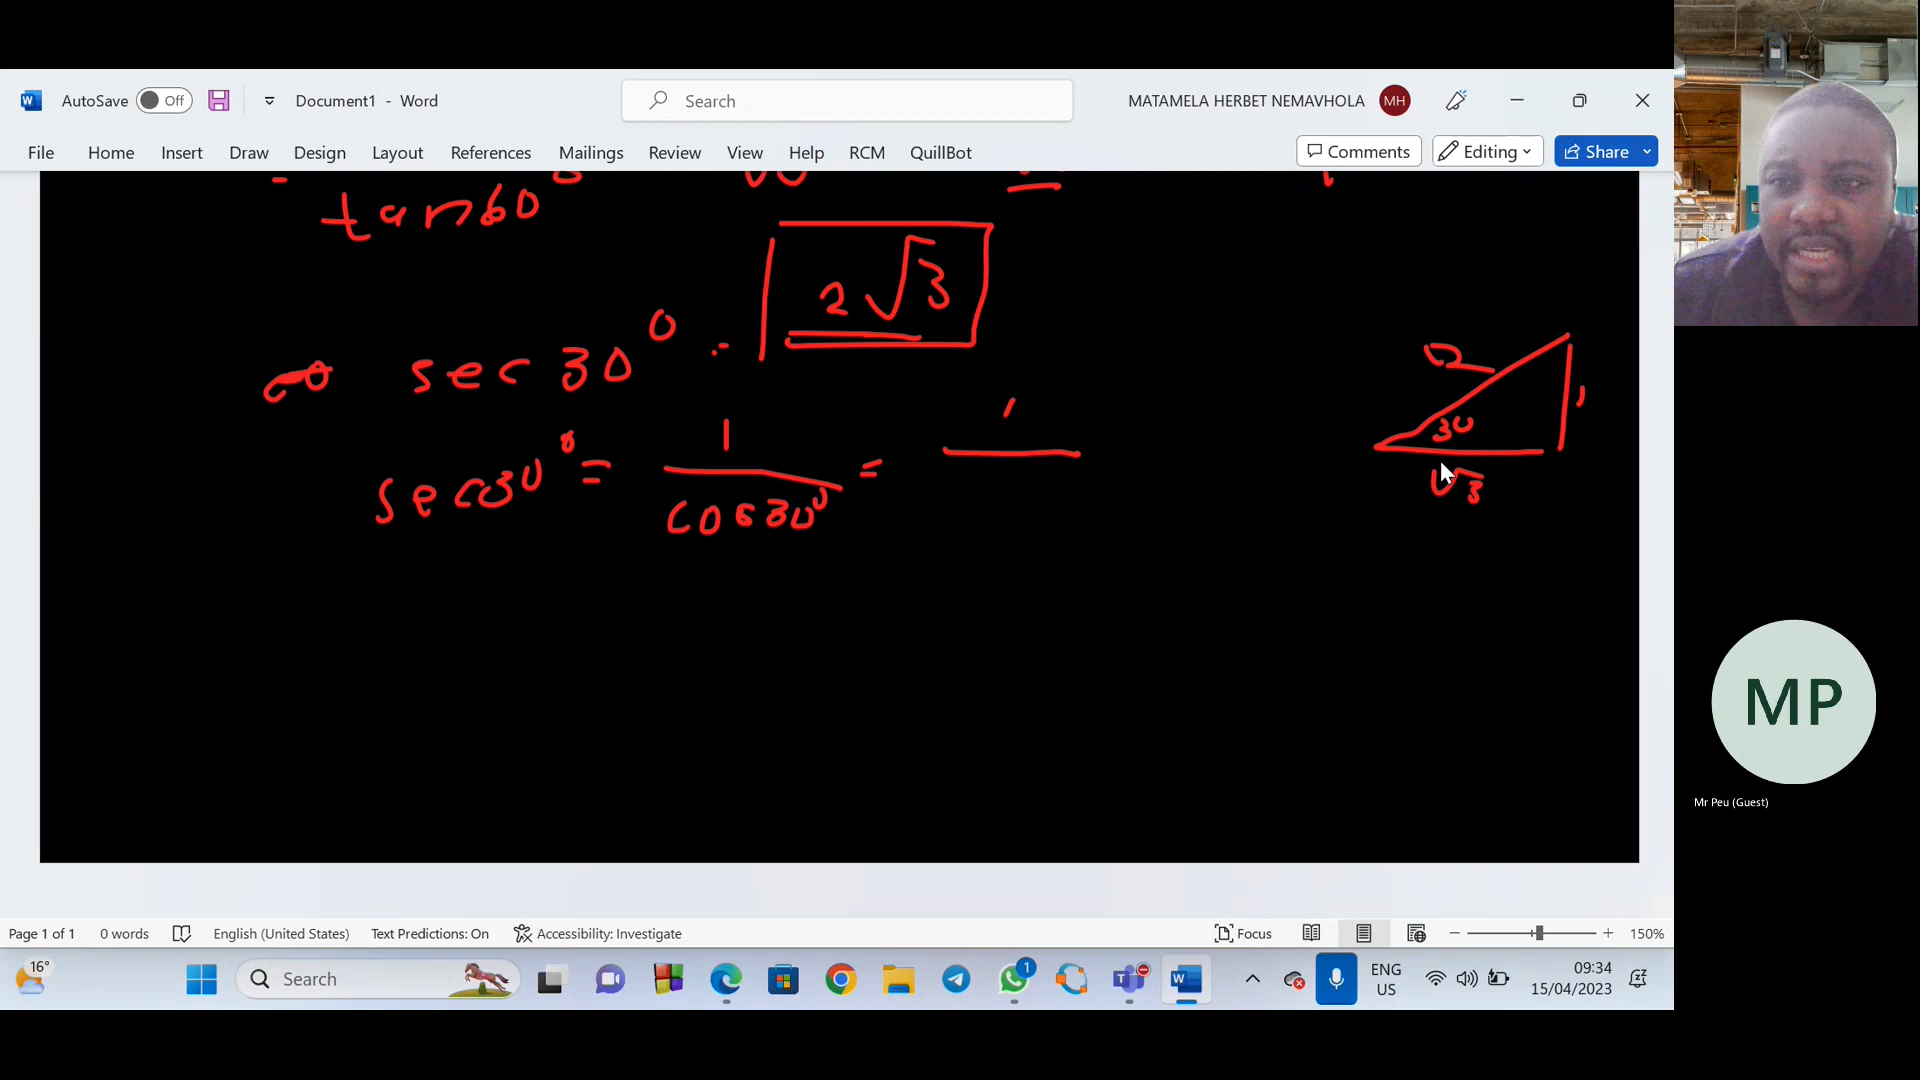 AutoSave Off Document1 - Word Search MATAMELA HERBET NEMAVHOLA MH
File Home Insert Draw Design Layout References Mailings Review View Help RCM QuillBot Comments Editing Share
tan60
2√3
sec 30°
1 1
sec30° = = 
cos30°
2
1
30
√3
MP
Mr Peu (Guest)
Page 1 of 1 0 words English (United States) Text Predictions: On Accessibility: Investigate Focus 150%
16° Search 1 ENG 09:34
US 15/04/2023